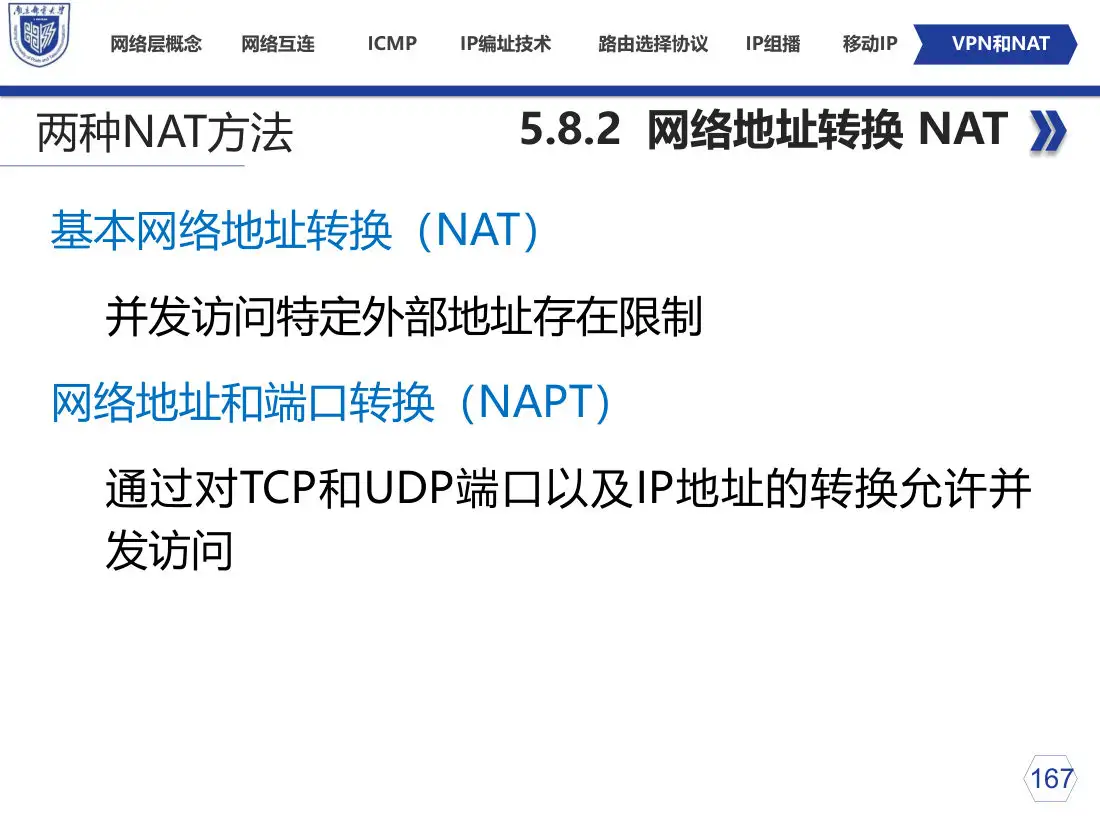 网络层概念 网络互连 ICMP IP编址技术 路由选择协议 IP组播 移动IP VPN和NAT
两种NAT方法
5.8.2 网络地址转换 NAT
基本网络地址转换（NAT）
并发访问特定外部地址存在限制
网络地址和端口转换（NAPT）
通过对TCP和UDP端口以及IP地址的转换允许并
发访问
167